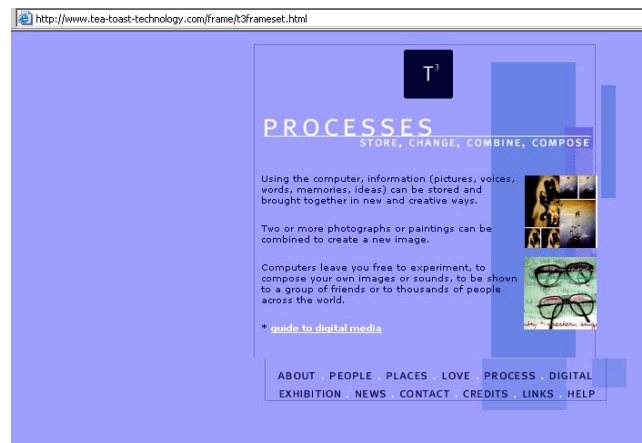 http://www.tea-toast-technology.com/frame/t3frameset.html
T³
PROCESSES
STORE, CHANGE, COMBINE, COMPOSE
Using the computer, information (pictures, voices,
words, memories, ideas) can be stored and
brought together in new and creative ways.
Two or more photographs or paintings can be
combined to create a new image.
Computers leave you free to experiment, to
compose your own images or sounds, to be shown
to a group of friends or to thousands of people
across the world.
* guide to digital media
ABOUT . PEOPLE . PLACES . LOVE . PROCESS . DIGITAL
EXHIBITION . NEWS . CONTACT . CREDITS . LINKS . HELP